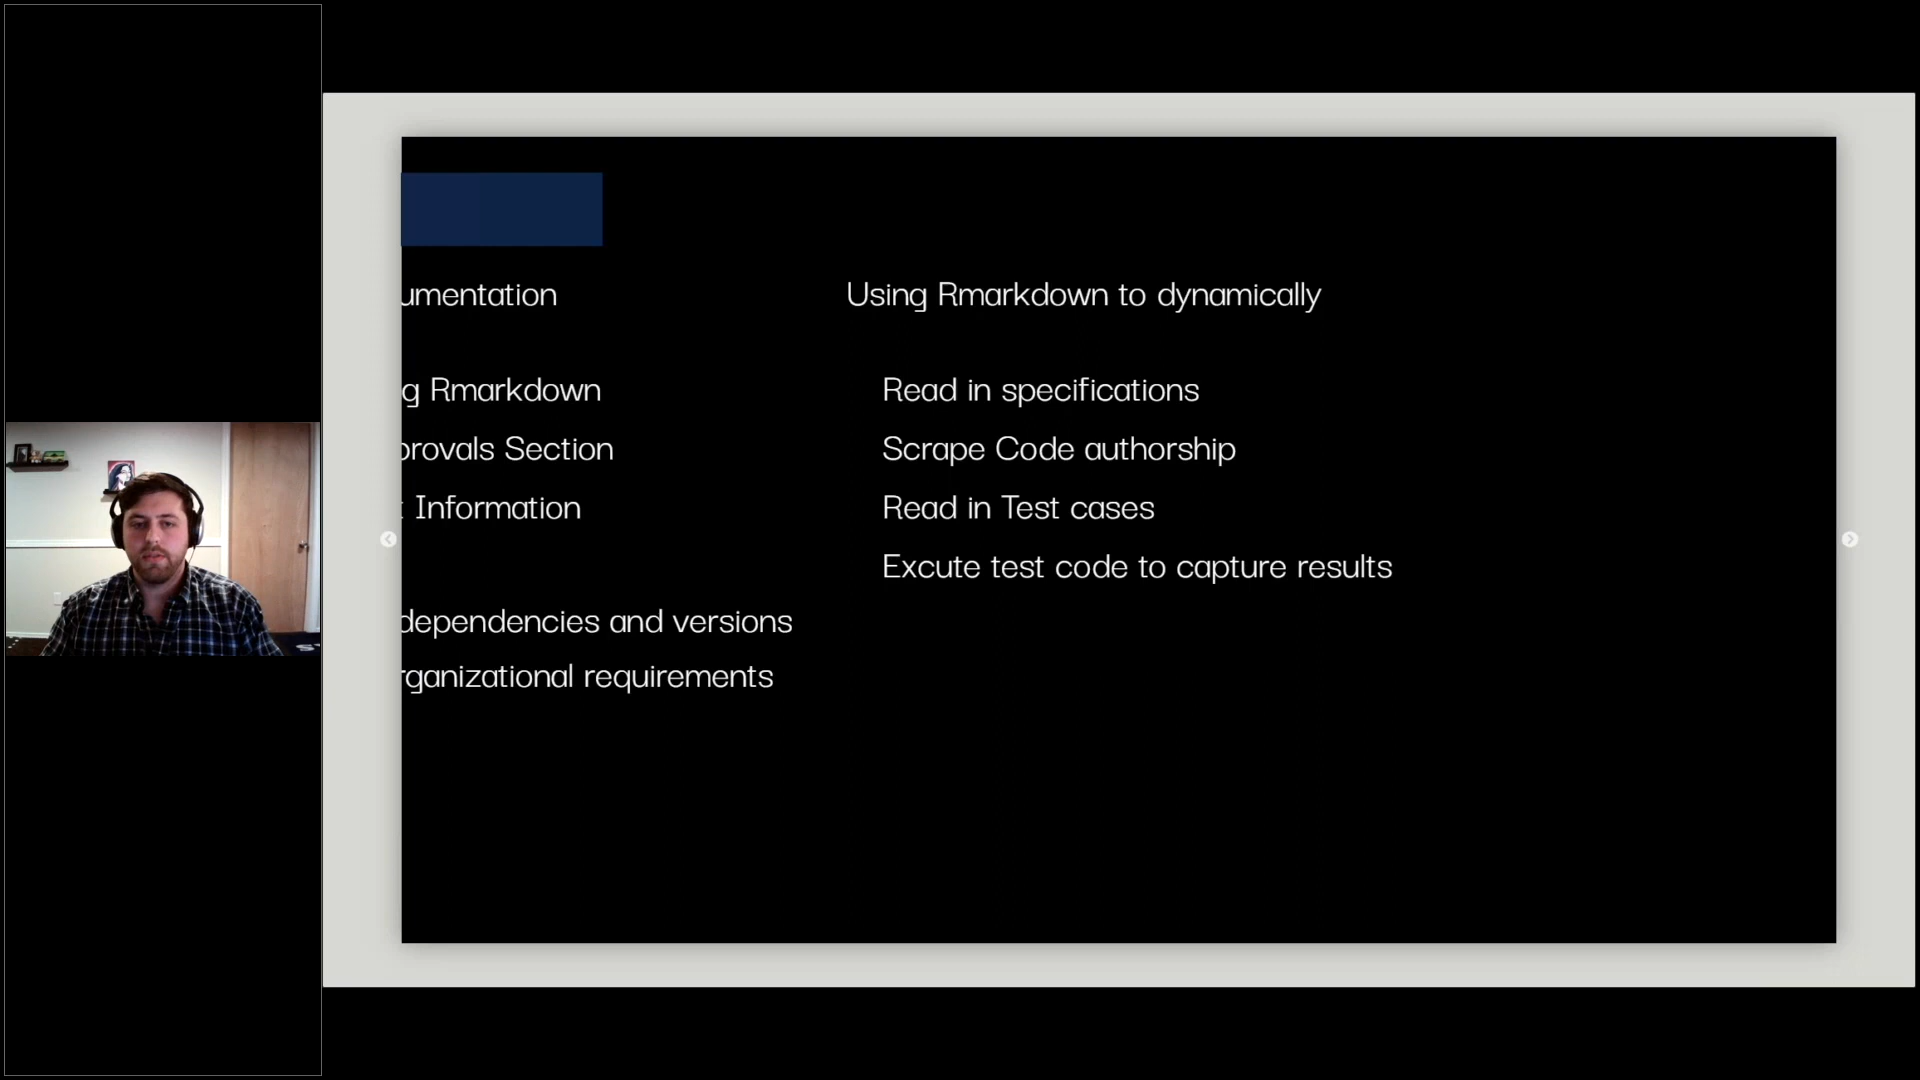 umentation
g Rmarkdown
provals Section
Information
dependencies and versions
rganizational requirements
Using Rmarkdown to dynamically
Read in specifications
Scrape Code authorship
Read in Test cases
Excute test code to capture results